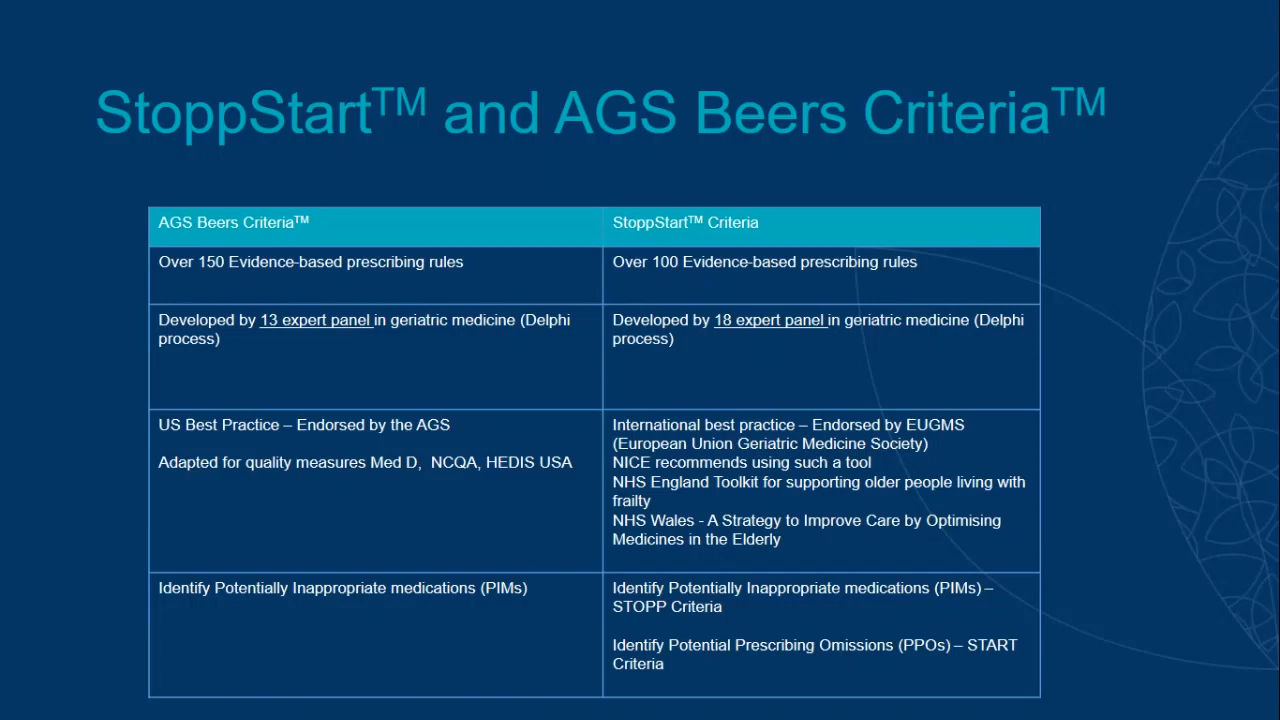 StoppStart™ and AGS Beers Criteria™
AGS Beers Criteria™
StoppStart™ Criteria
Over 150 Evidence-based prescribing rules
Over 100 Evidence-based prescribing rules
Developed by 13 expert panel in geriatric medicine (Delphi
process)
Developed by 18 expert panel in geriatric medicine (Delphi
process)
US Best Practice – Endorsed by the AGS
Adapted for quality measures Med D, NCQA, HEDIS USA
International best practice – Endorsed by EUGMS
(European Union Geriatric Medicine Society)
NICE recommends using such a tool
NHS England Toolkit for supporting older people living with
frailty
NHS Wales - A Strategy to Improve Care by Optimising
Medicines in the Elderly
Identify Potentially Inappropriate medications (PIMs)
Identify Potentially Inappropriate medications (PIMs) –
STOPP Criteria
Identify Potential Prescribing Omissions (PPOs) – START
Criteria